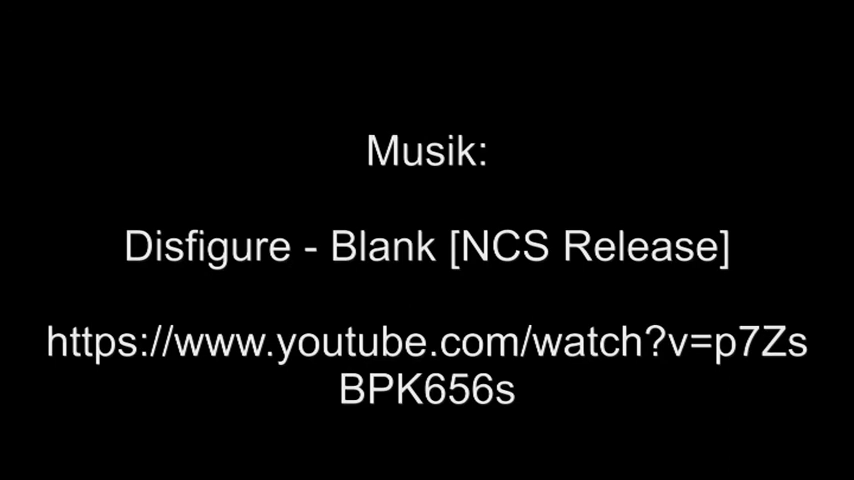 Musik:
Disfigure - Blank [NCS Release]
https://www.youtube.com/watch?v=p7Zs
BPK656s